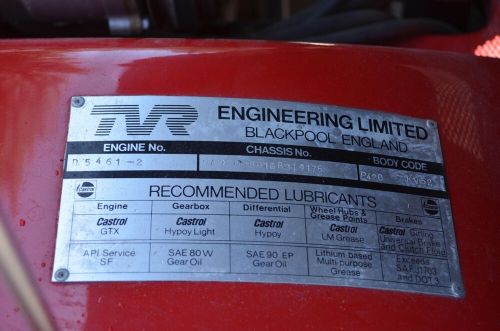 TVR ENGINEERING LIMITED
BLACKPOOL ENGLAND
ENGINE No. CHASSIS No. BODY CODE
D5461-2
Castrol RECOMMENDED LUBRICANTS Castrol
Engine Gearbox Differential Wheel Hubs & Grease Points Brakes
Castrol GTX Castrol Hypoy Light Castrol Hypoy Castrol LM Grease Castrol Girling Universal Brake and Clutch Fluid
API Service SF SAE 80W Gear Oil SAE 90 EP Gear Oil Lithium based Multi-purpose Grease Exceeds SAE J1703 and DOT 3